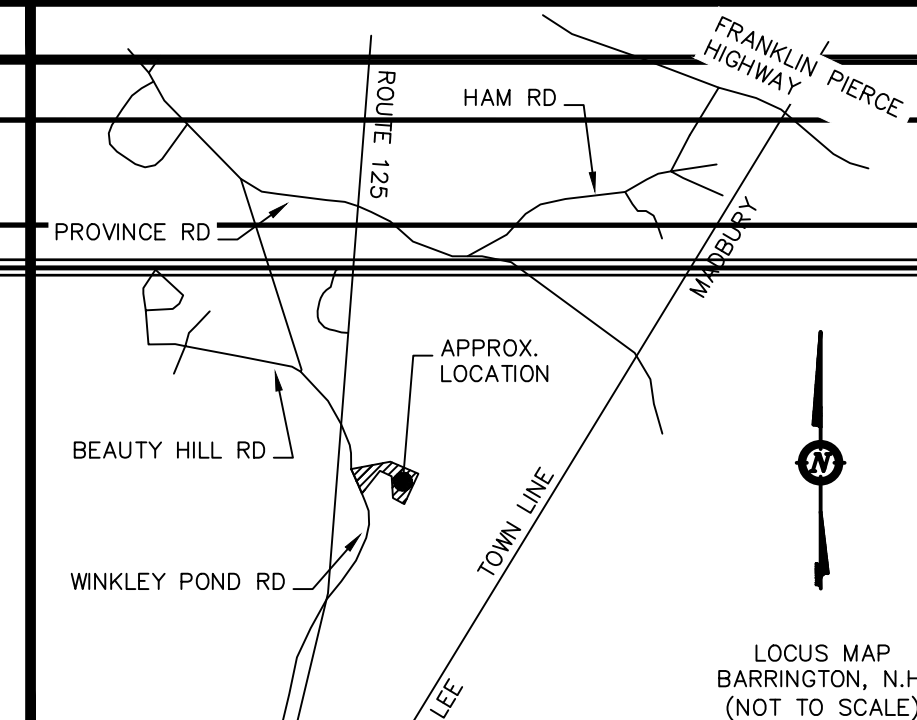 FRANKLIN PIERCE
HIGHWAY
HAM RD
ROUTE 125
PROVINCE RD
MADBURY
APPROX.
LOCATION
BEAUTY HILL RD
N
TOWN LINE
WINKLEY POND RD
LEE
LOCUS MAP
BARRINGTON, N.H
(NOT TO SCALE)